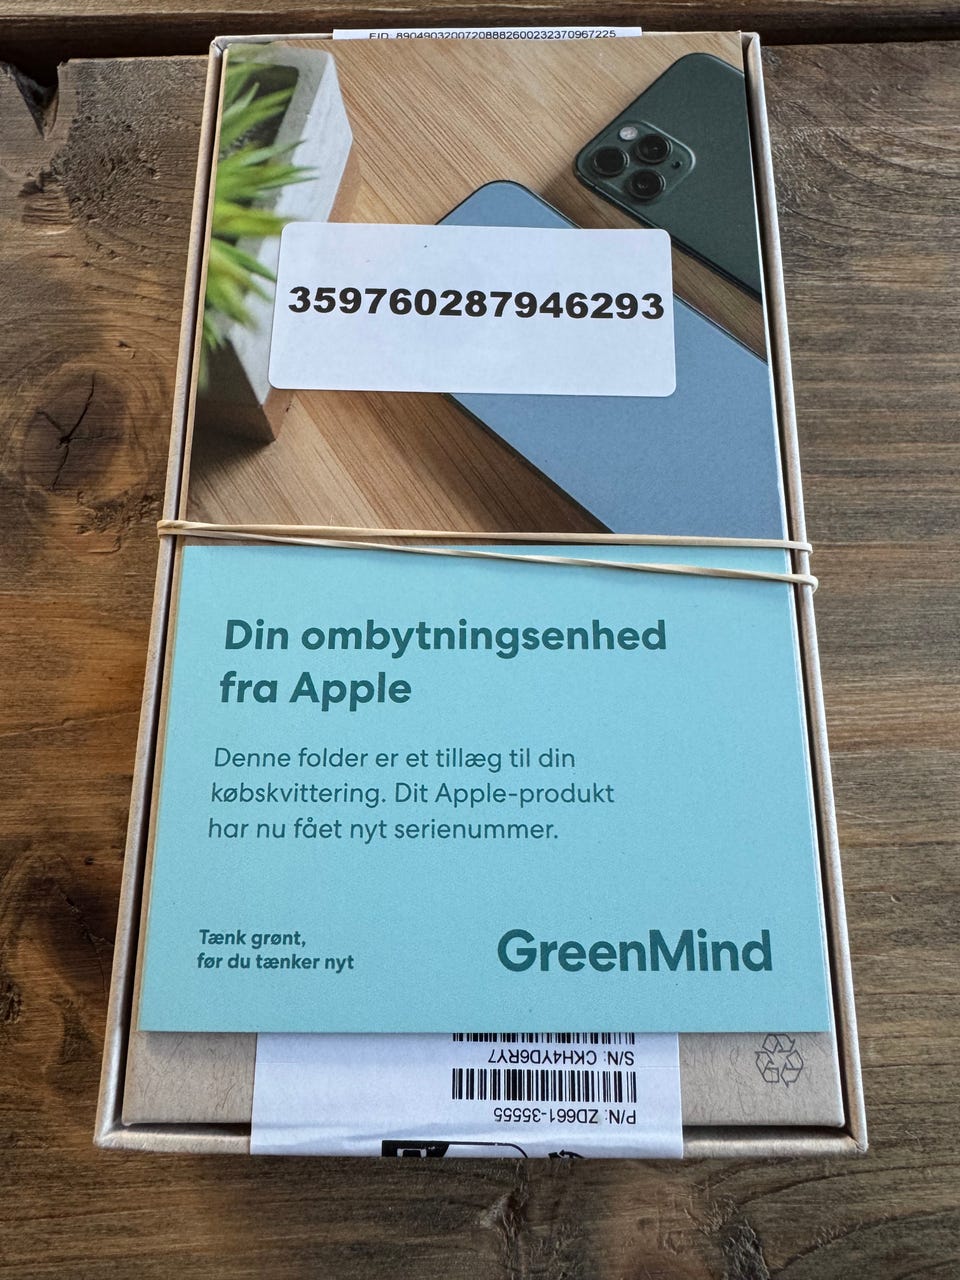 EID 89049032007208882600232370967225
359760287946293
Din ombytningsenhed
fra Apple
Denne folder er et tillæg til din
købskvittering. Dit Apple-produkt
har nu fået nyt serienummer.
Tænk grønt,
før du tænker nyt
GreenMind
S/N: CKH4YD6RY7
P/N: ZD661-35555